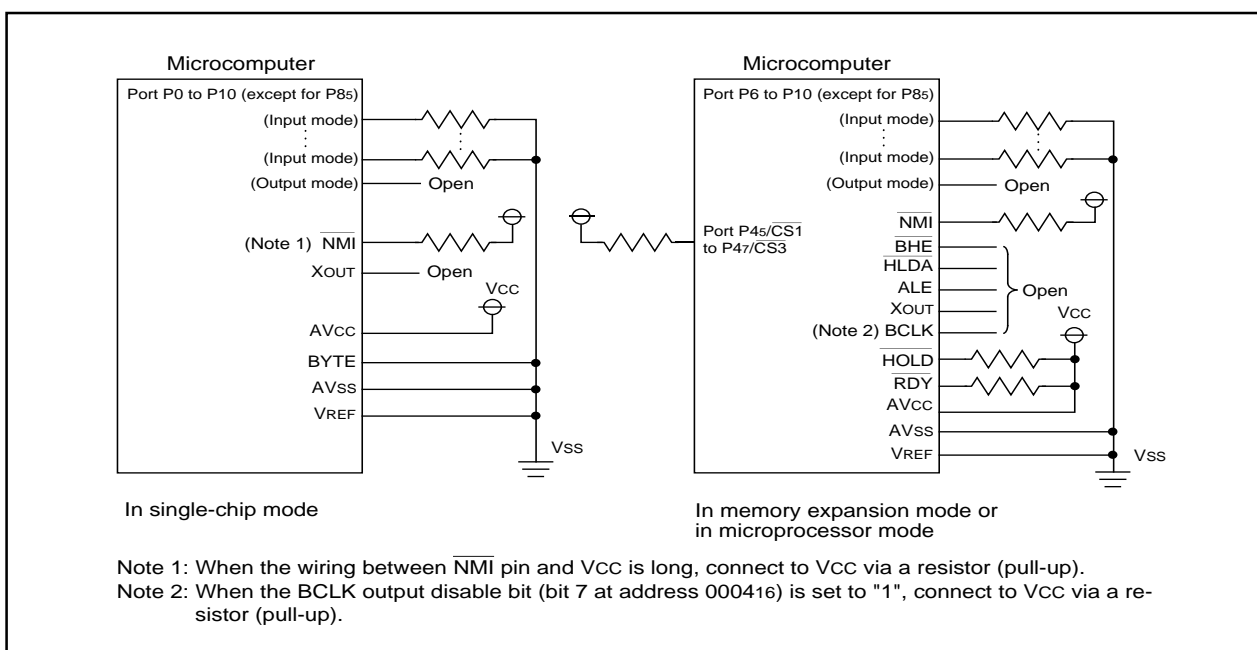 Microcomputer
Port P0 to P10 (except for P85)
(Input mode)
(Input mode)
(Output mode)
Open
(Note 1) NMI
XOUT
Open
VCC
AVCC
BYTE
AVSS
VREF
VSS
In single-chip mode
Microcomputer
Port P6 to P10 (except for P85)
(Input mode)
(Input mode)
(Output mode)
Open
NMI
Port P45/CS1
to P47/CS3
BHE
HLDA
ALE
Open
XOUT
VCC
(Note 2) BCLK
HOLD
RDY
AVCC
AVSS
VREF
VSS
In memory expansion mode or
in microprocessor mode
Note 1: When the wiring between NMI pin and VCC is long, connect to VCC via a resistor (pull-up).
Note 2: When the BCLK output disable bit (bit 7 at address 000416) is set to "1", connect to VCC via a re-
sistor (pull-up).